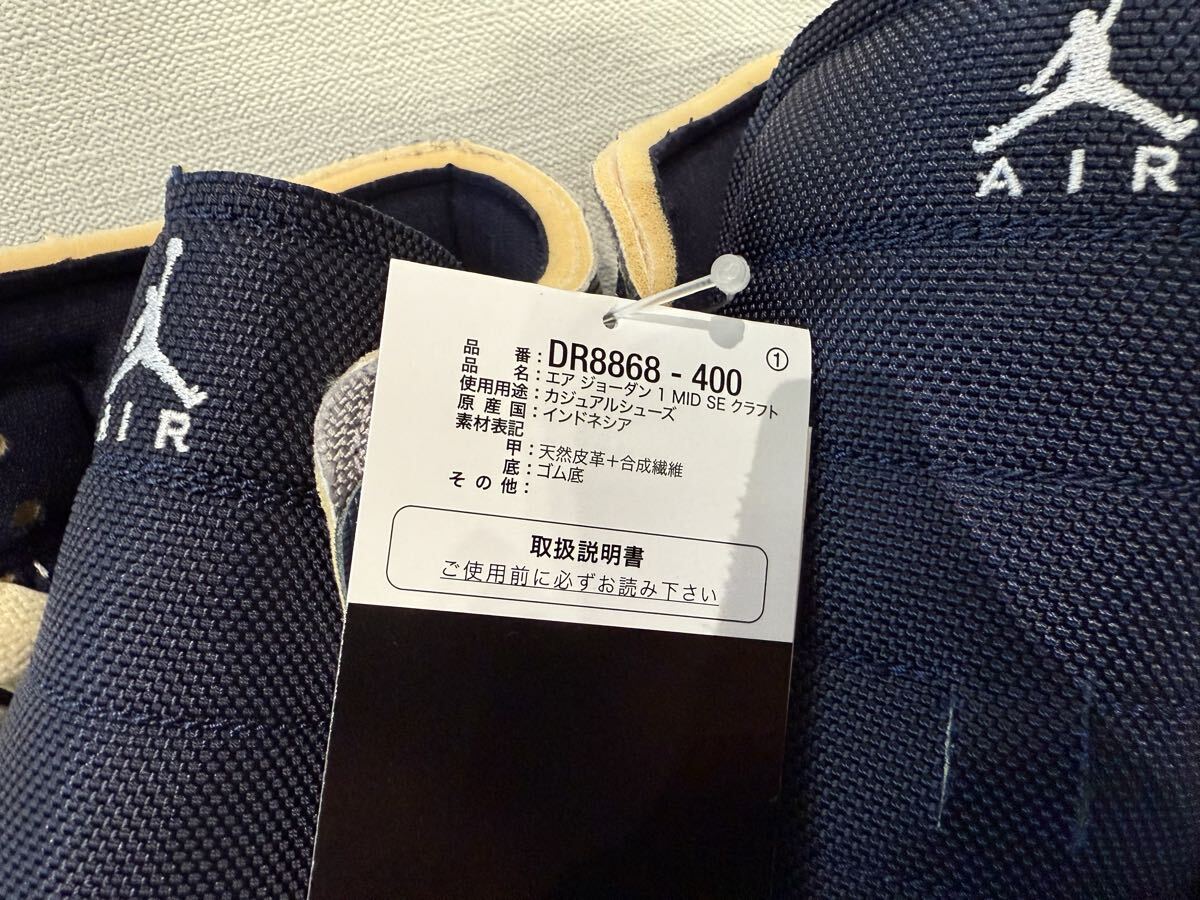 AIR
AIR
①
品番：DR8868 - 400
品名：エア ジョーダン 1 MID SE クラフト
使用用途：カジュアルシューズ
原産国：インドネシア
素材表記
甲：天然皮革＋合成繊維
底：ゴム底
その他：
取扱説明書
ご使用前に必ずお読み下さい